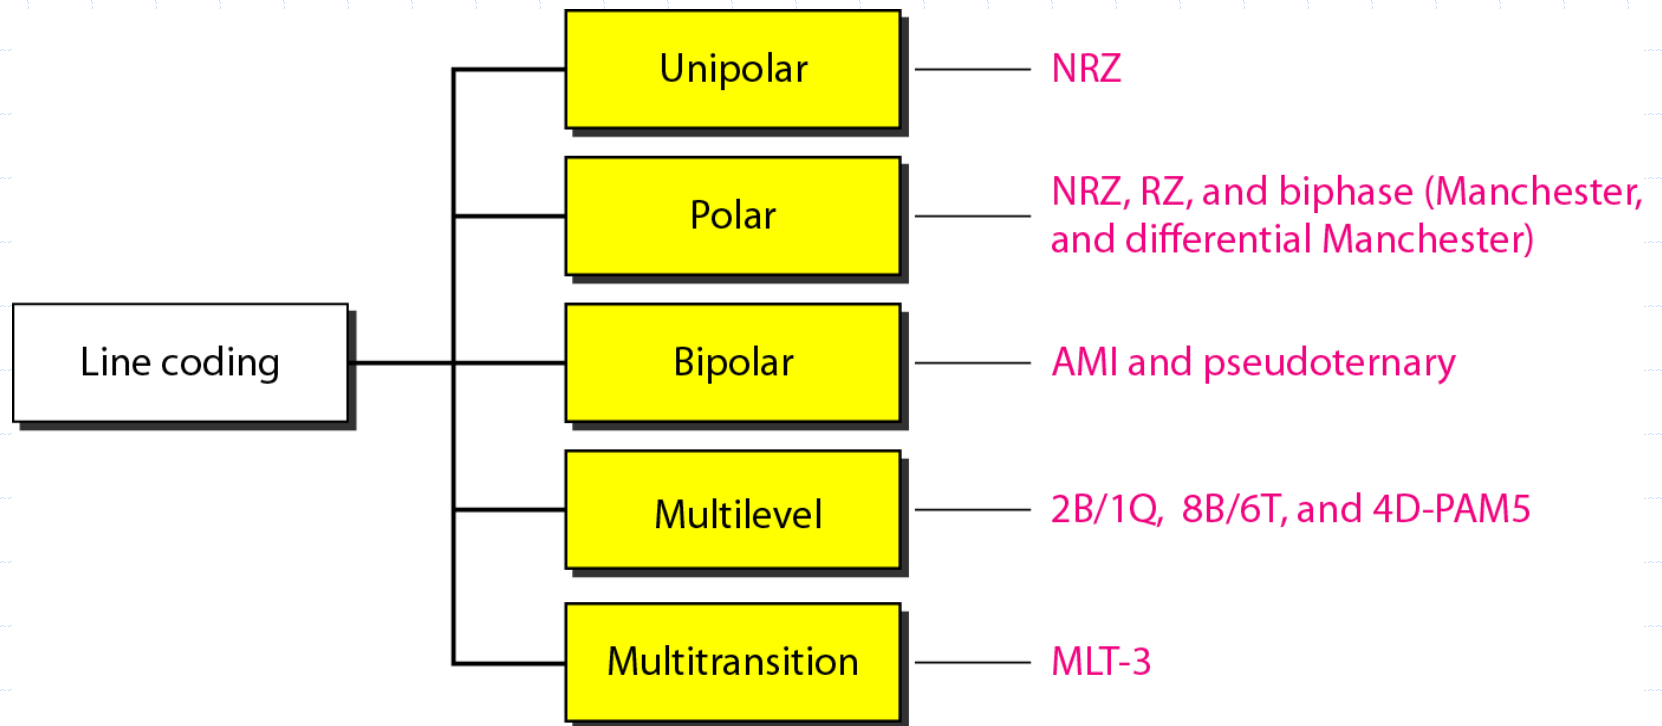 Unipolar
NRZ
Polar
NRZ, RZ, and biphase (Manchester,
and differential Manchester)
Line coding
Bipolar
AMI and pseudoternary
Multilevel
2B/1Q, 8B/6T, and 4D-PAM5
Multitransition
MLT-3